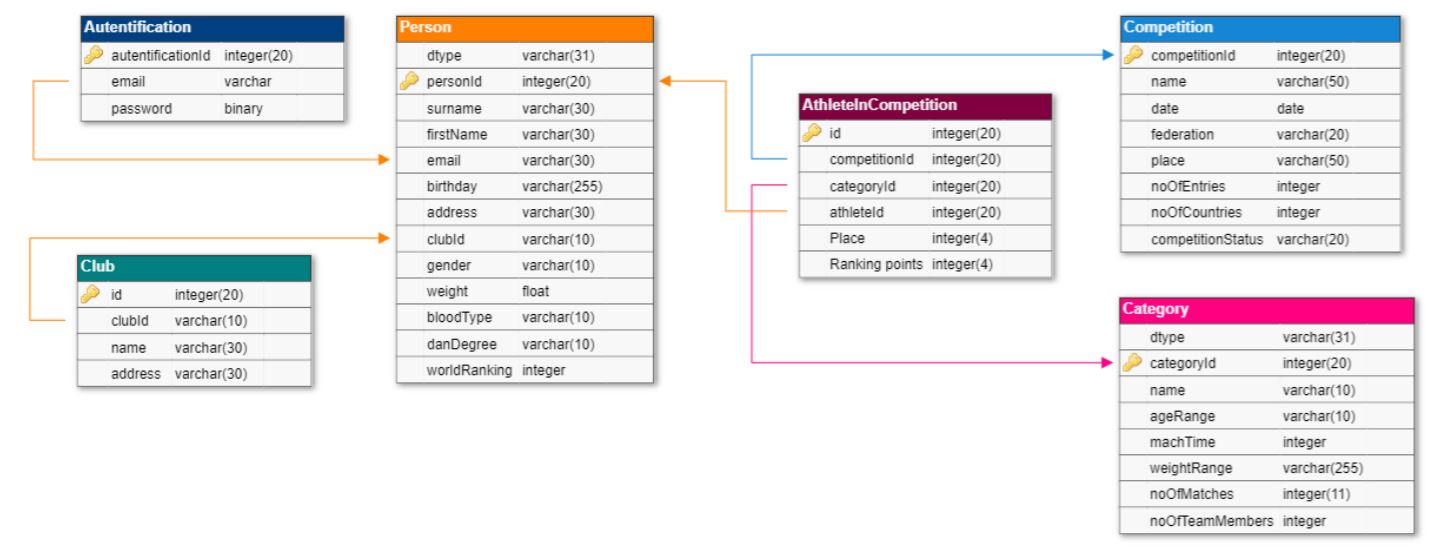 Autentification
autentificationId integer(20)
email varchar
password binary
Club
id integer(20)
clubId varchar(10)
name varchar(30)
address varchar(30)
Person
dtype varchar(31)
personId integer(20)
surname varchar(30)
firstName varchar(30)
email varchar(30)
birthday varchar(255)
address varchar(30)
clubId varchar(10)
gender varchar(10)
weight float
bloodType varchar(10)
danDegree varchar(10)
worldRanking integer
AthleteInCompetition
id integer(20)
competitionId integer(20)
categoryId integer(20)
athleteId integer(20)
Place integer(4)
Ranking points integer(4)
Competition
competitionId integer(20)
name varchar(50)
date date
federation varchar(20)
place varchar(50)
noOfEntries integer
noOfCountries integer
competitionStatus varchar(20)
Category
dtype varchar(31)
categoryId integer(20)
name varchar(10)
ageRange varchar(10)
machTime integer
weightRange varchar(255)
noOfMatches integer(11)
noOfTeamMembers integer